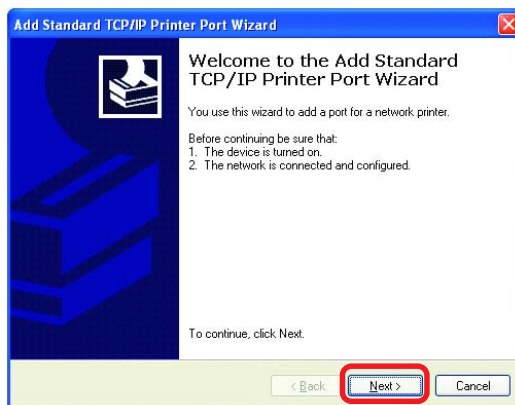 Add Standard TCP/IP Printer Port Wizard
Welcome to the Add Standard
TCP/IP Printer Port Wizard
You use this wizard to add a port for a network printer.
Before continuing be sure that:
1. The device is turned on.
2. The network is connected and configured.
To continue, click Next.
< Back Next > Cancel